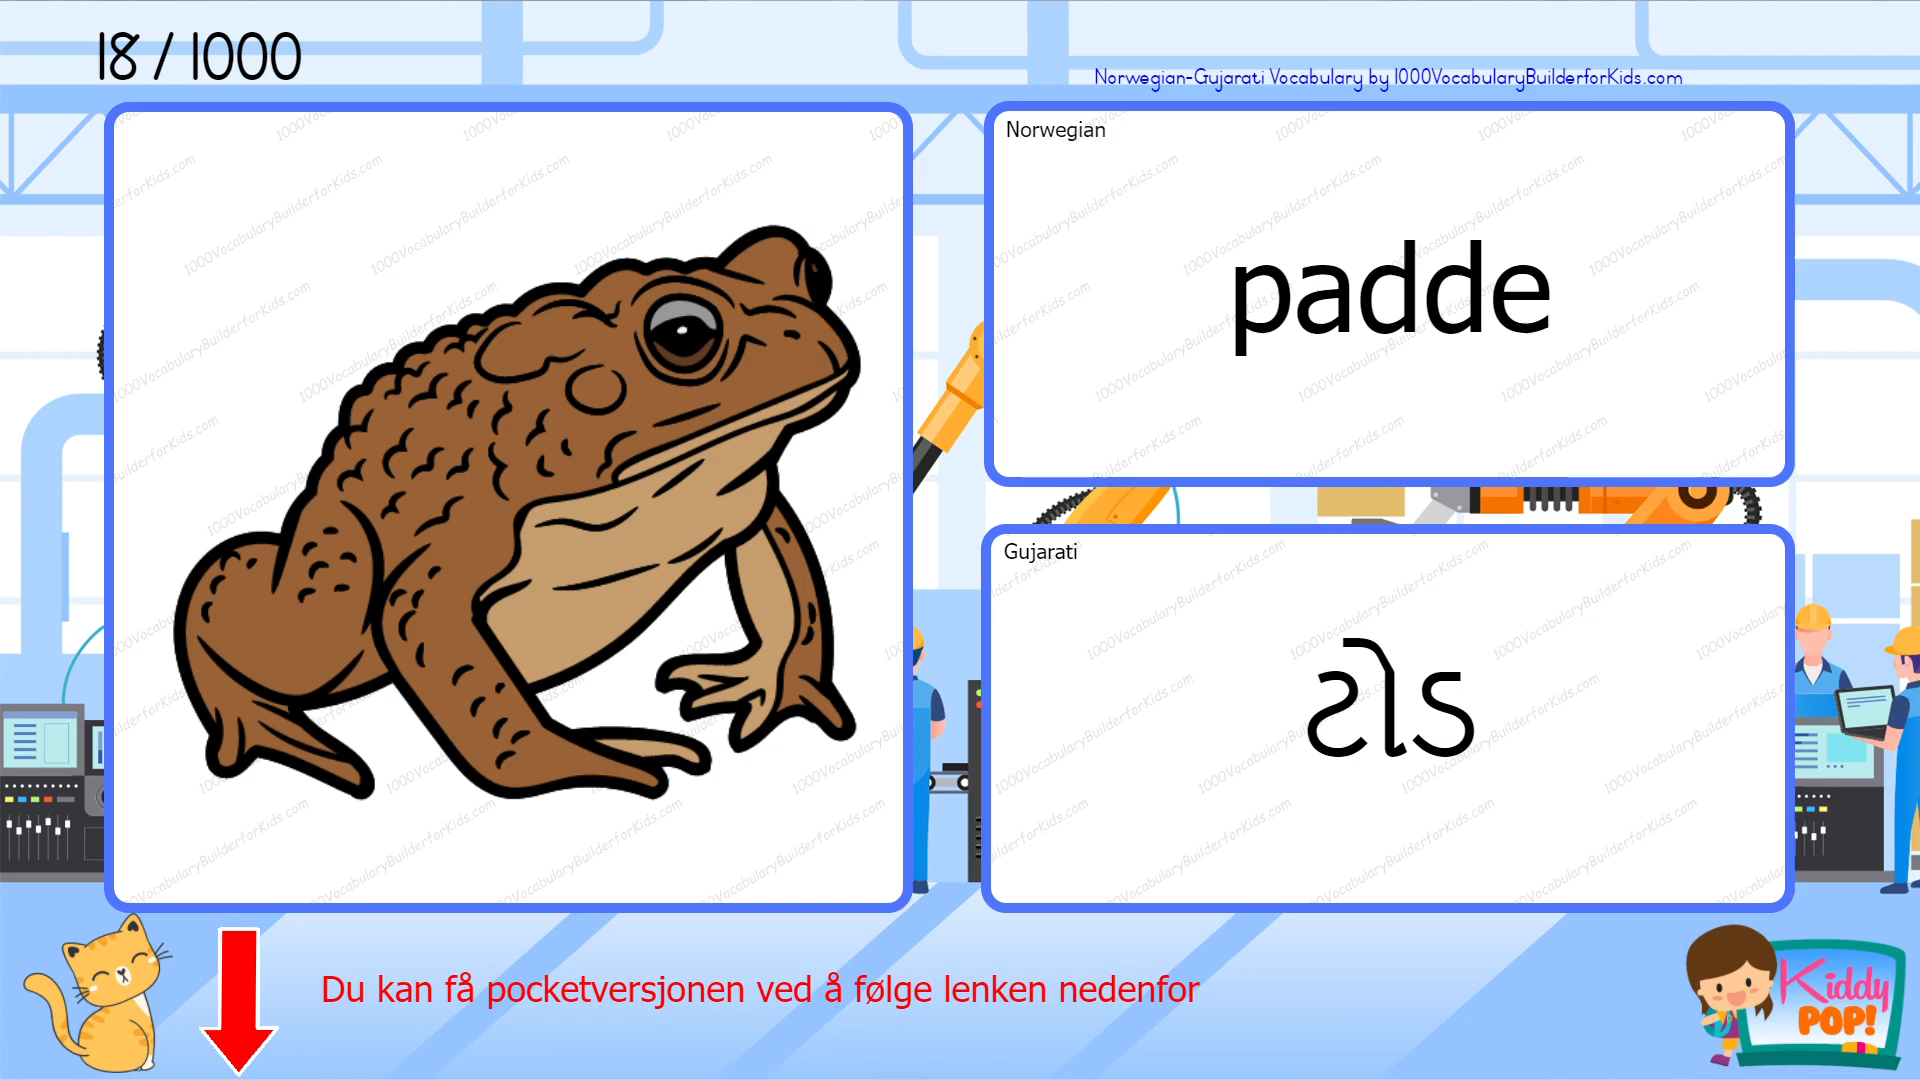 18 / 1000
Norwegian-Gujarati Vocabulary by 1000VocabularyBuilderforKids.com
Norwegian
padde
Gujarati
ટોડ
Du kan få pocketversjonen ved å følge lenken nedenfor
Kiddy
POP!